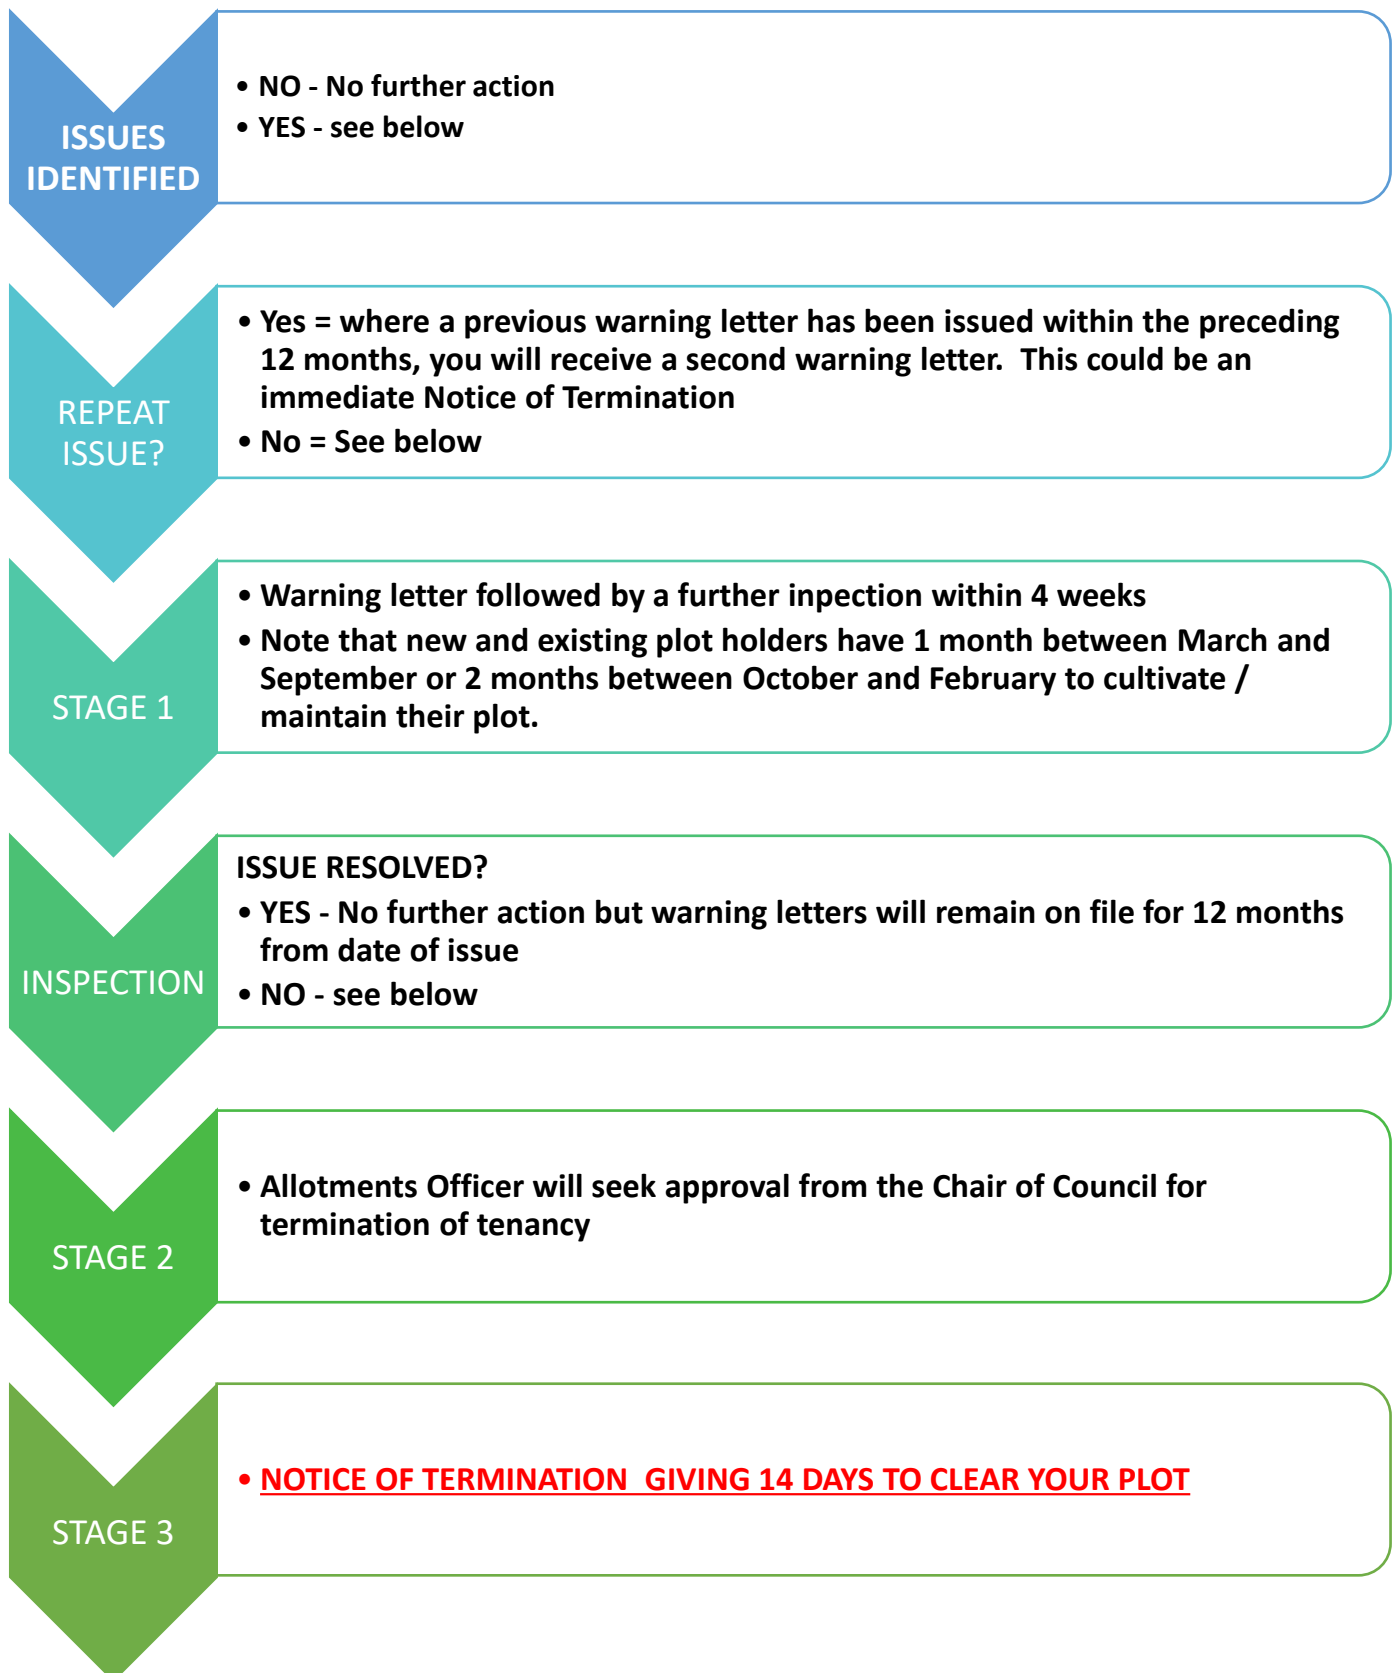 ISSUES
IDENTIFIED
• NO - No further action
• YES - see below
REPEAT
ISSUE?
• Yes = where a previous warning letter has been issued within the preceding
12 months, you will receive a second warning letter.  This could be an
immediate Notice of Termination
• No = See below
STAGE 1
• Warning letter followed by a further inpection within 4 weeks
• Note that new and existing plot holders have 1 month between March and
September or 2 months between October and February to cultivate /
maintain their plot.
INSPECTION
ISSUE RESOLVED?
• YES - No further action but warning letters will remain on file for 12 months
from date of issue
• NO - see below
STAGE 2
• Allotments Officer will seek approval from the Chair of Council for
termination of tenancy
STAGE 3
• NOTICE OF TERMINATION  GIVING 14 DAYS TO CLEAR YOUR PLOT